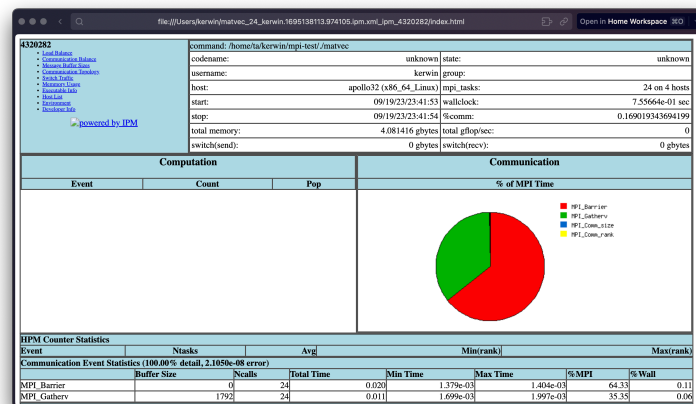 file:///Users/kerwin/matvec_24_kerwin.1695138113.974105.ipm.xml_ipm_4320282/index.html
Open in Home Workspace ⌘O
4320282
Load Balance
Communication Balance
Message Buffer Sizes
Communication Topology
Switch Traffic
Memory Usage
Executable Info
Host List
Environment
Developer Info
powered by IPM
command: /home/ta/kerwin/mpi-test/./matvec
codename: unknown state: unknown
username: kerwin group:
host: apollo32 (x86_64_Linux) mpi_tasks: 24 on 4 hosts
start: 09/19/23/23:41:53 wallclock: 7.55664e-01 sec
stop: 09/19/23/23:41:54 %comm: 0.169019343694199
total memory: 4.081416 gbytes total gflop/sec: 0
switch(send): 0 gbytes switch(recv): 0 gbytes
Computation
Event Count Pop
Communication
% of MPI Time
MPI_Barrier
MPI_Gatherv
MPI_Comm_size
MPI_Comm_rank
HPM Counter Statistics
Event Ntasks Avg Min(rank) Max(rank)
Communication Event Statistics (100.00% detail, 2.1050e-08 error)
Buffer Size Ncalls Total Time Min Time Max Time %MPI %Wall
MPI_Barrier 0 24 0.020 1.379e-03 1.404e-03 64.33 0.11
MPI_Gatherv 1792 24 0.011 1.699e-03 1.997e-03 35.35 0.06